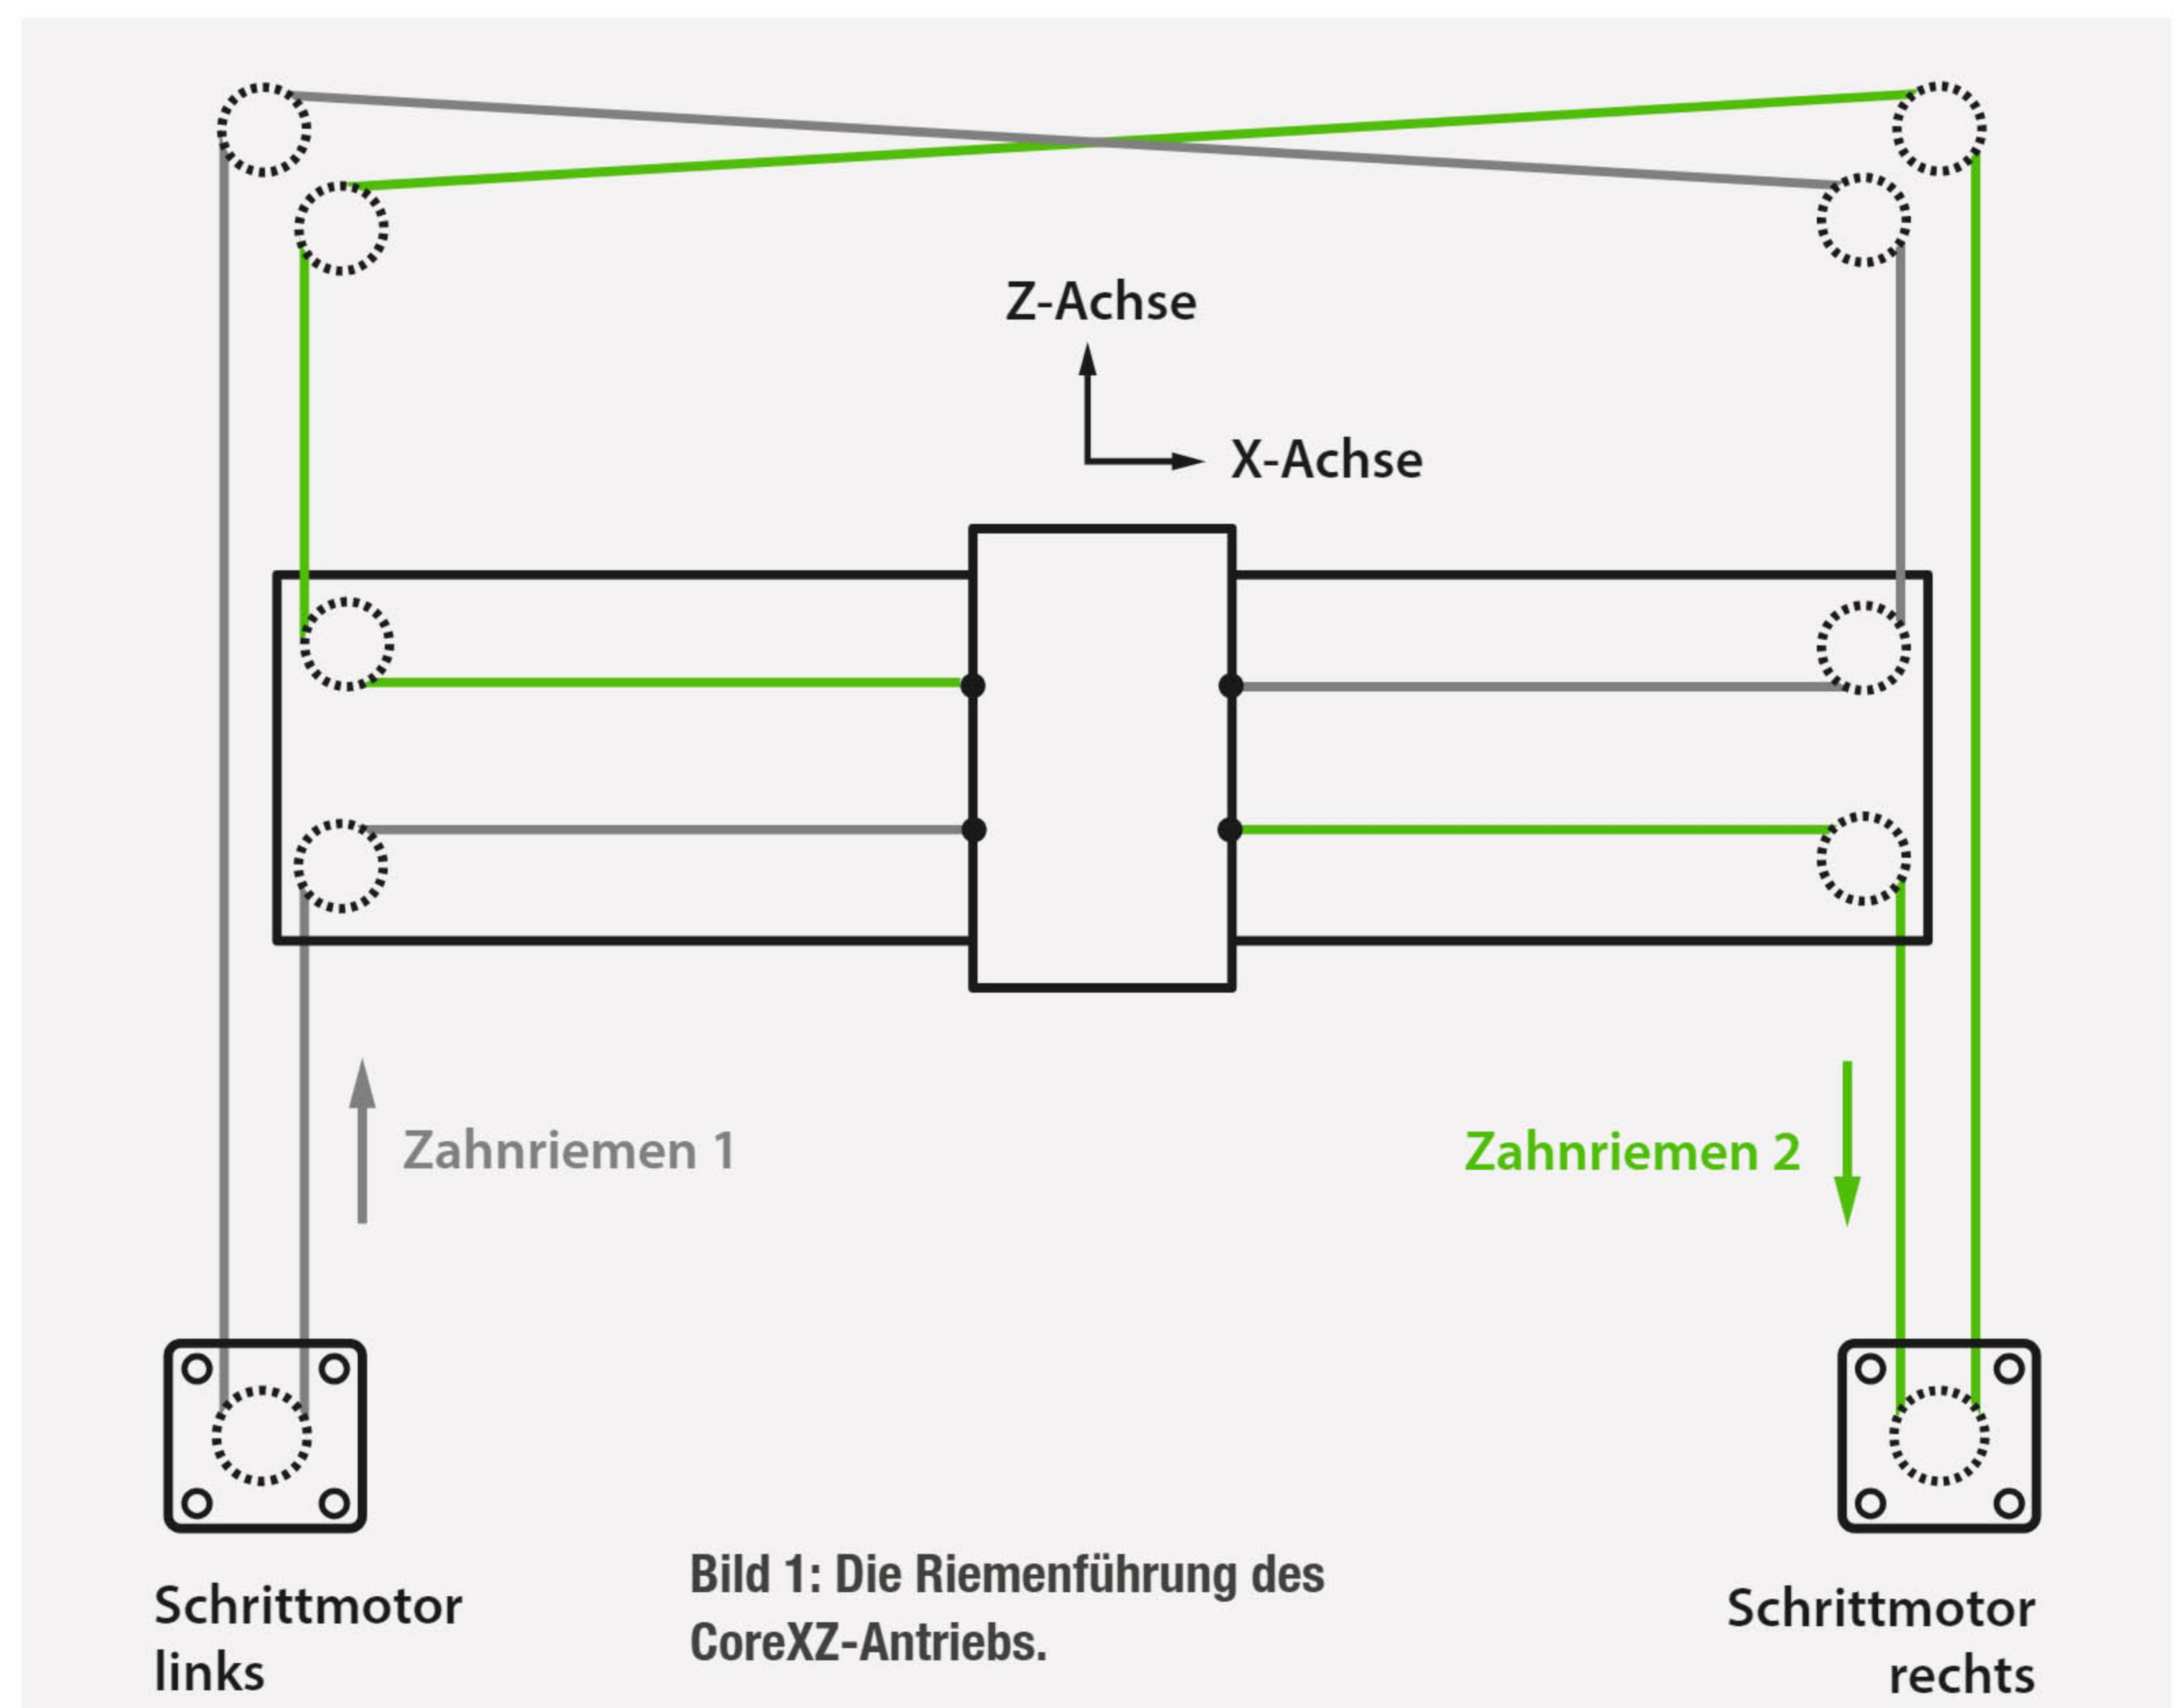 Z-Achse
X-Achse
Zahnriemen 1
Zahnriemen 2
Schrittmotor
links
Bild 1: Die Riemenführung des
CoreXZ-Antriebs.
Schrittmotor
rechts